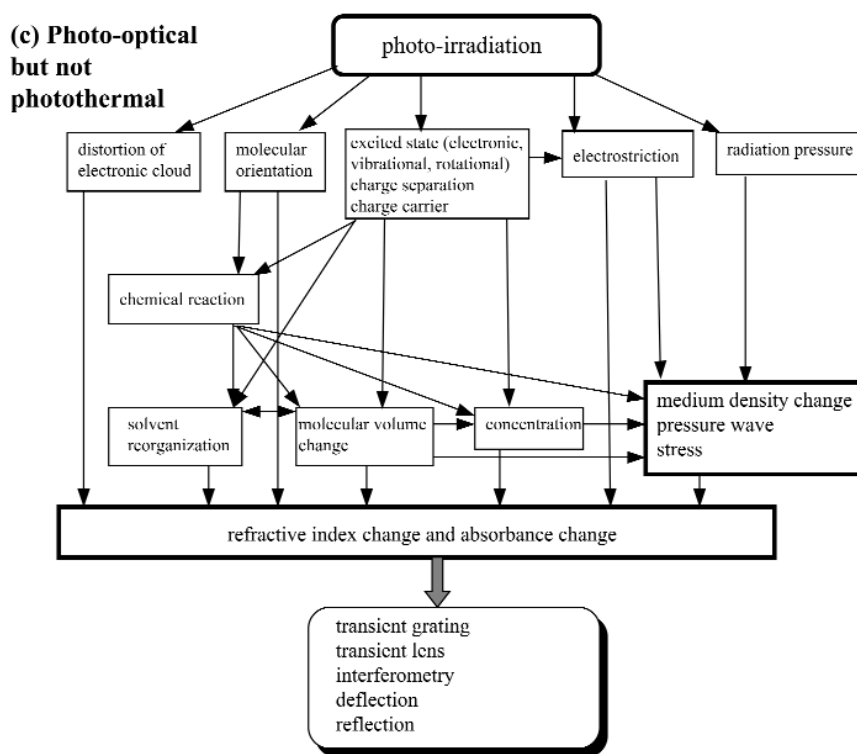 (c) Photo-optical
but not
photothermal
photo-irradiation
distortion of
electronic cloud
molecular
orientation
excited state (electronic,
vibrational, rotational)
charge separation
charge carrier
electrostriction
radiation pressure
chemical reaction
solvent
reorganization
molecular volume
change
concentration
medium density change
pressure wave
stress
refractive index change and absorbance change
transient grating
transient lens
interferometry
deflection
reflection